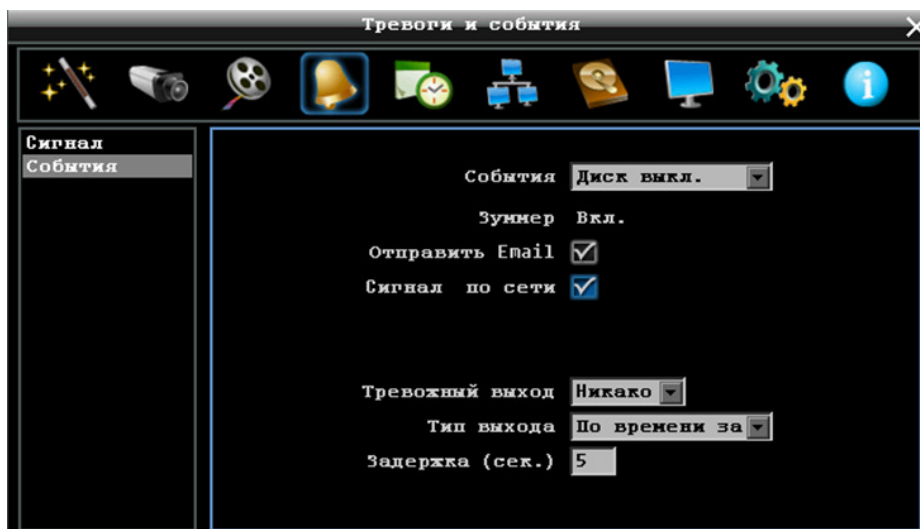 Тревоги и события
Сигнал
События
События Диск выкл.
Зуммер Вкл.
Отправить Email
Сигнал по сети
Тревожный выход Никако
Тип выхода По времени за
Задержка (сек.) 5